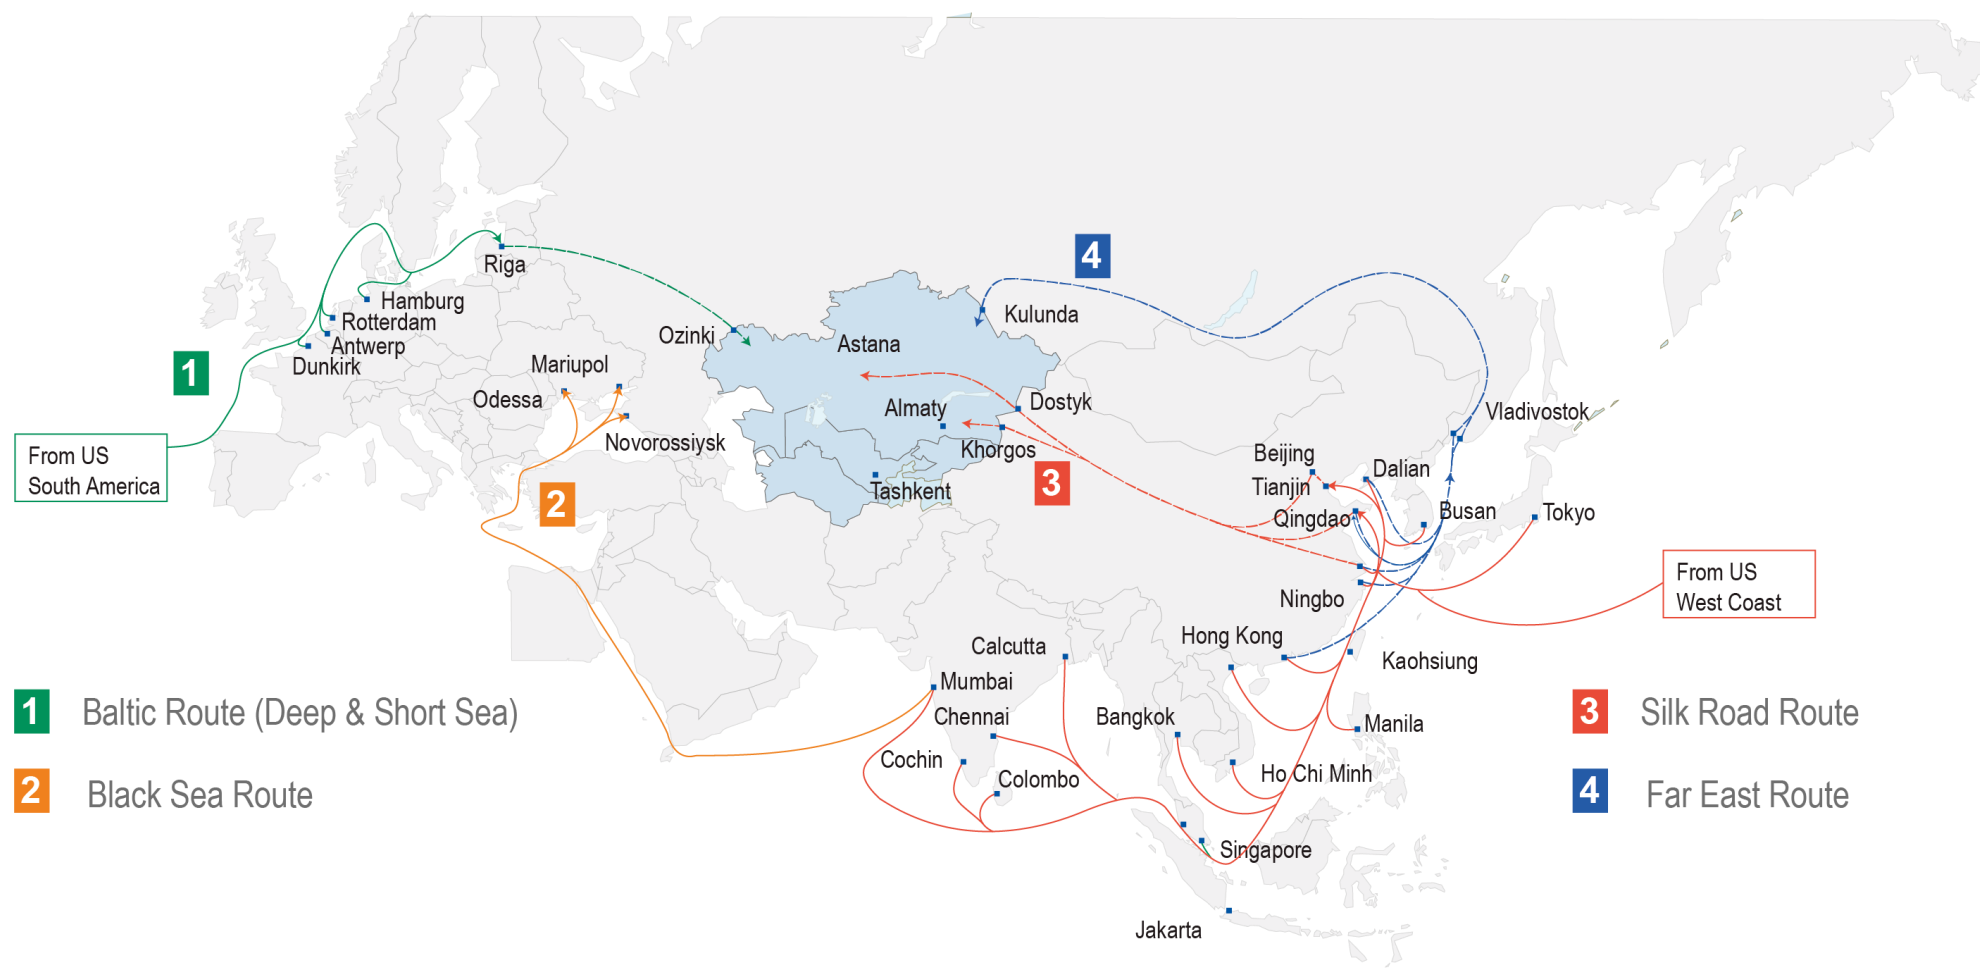 4
Riga
Hamburg
Rotterdam
Antwerp
Dunkirk
1
Ozinki
Kulunda
Astana
Mariupol
Odessa
Novorossiysk
Almaty
Dostyk
Khorgos
Vladivostok
From US
South America
2
Tashkent
3
Beijing
Tianjin
Dalian
Qingdao
Busan
Tokyo
From US
West Coast
Ningbo
Hong Kong
Kaohsiung
Calcutta
Mumbai
Chennai
Bangkok
Manila
Cochin
Colombo
Ho Chi Minh
Singapore
Jakarta
1 Baltic Route (Deep & Short Sea)
2 Black Sea Route
3 Silk Road Route
4 Far East Route